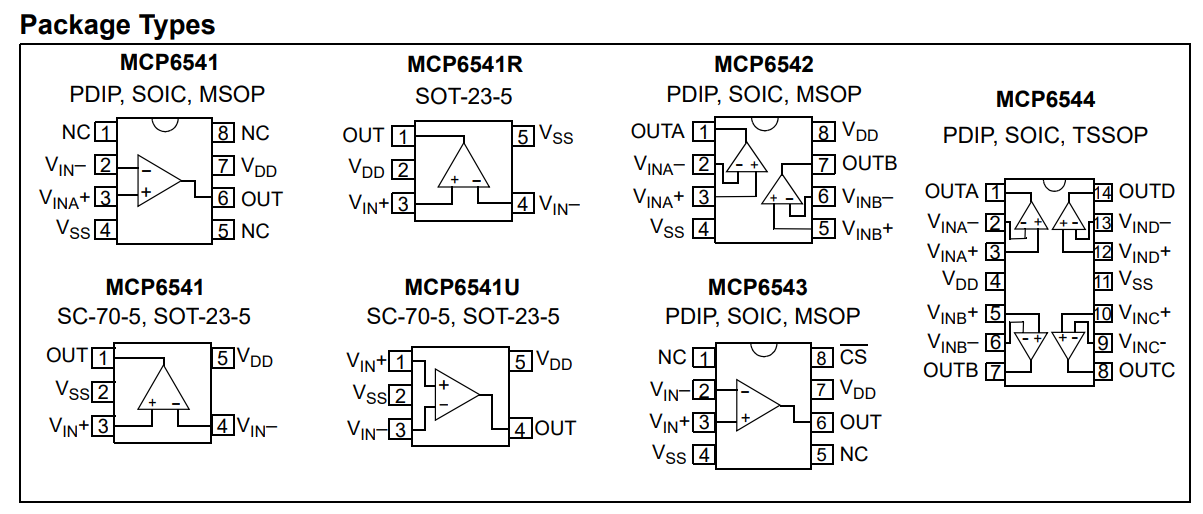 Package Types
MCP6541
PDIP, SOIC, MSOP
NC 1
VIN– 2
VINA+ 3
VSS 4
8 NC
7 VDD
6 OUT
5 NC
– 
+
MCP6541R
SOT-23-5
OUT 1
VDD 2
VIN+ 3
5 VSS
4 VIN–
+ –
MCP6542
PDIP, SOIC, MSOP
OUTA 1
VINA– 2
VINA+ 3
VSS 4
8 VDD
7 OUTB
6 VINB–
5 VINB+
- +
+ -
MCP6544
PDIP, SOIC, TSSOP
OUTA 1
VINA– 2
VINA+ 3
VDD 4
VINB+ 5
VINB– 6
OUTB 7
14 OUTD
13 VIND–
12 VIND+
11 VSS
10 VINC+
9 VINC-
8 OUTC
- +
+ -
- +
+ -
MCP6541
SC-70-5, SOT-23-5
OUT 1
VSS 2
VIN+ 3
5 VDD
4 VIN–
+ –
MCP6541U
SC-70-5, SOT-23-5
VIN+ 1
VSS 2
VIN– 3
5 VDD
4 OUT
+
–
MCP6543
PDIP, SOIC, MSOP
NC 1
VIN– 2
VIN+ 3
VSS 4
8 CS
7 VDD
6 OUT
5 NC
–
+